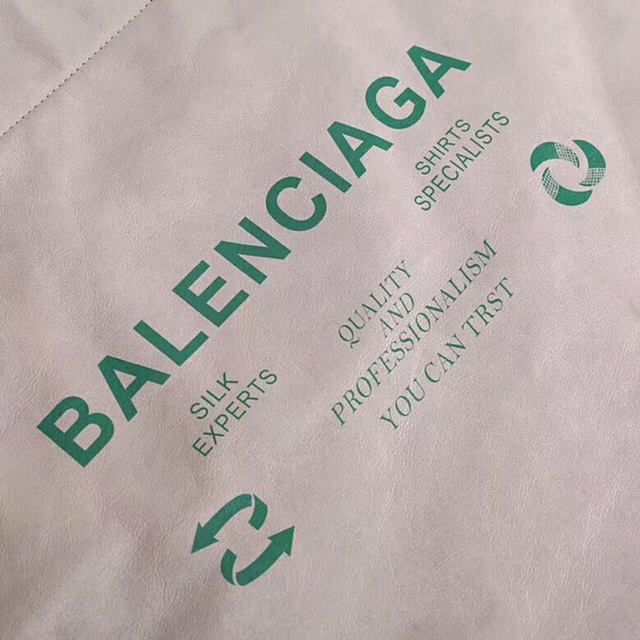 BALENCIAGA
SHIRTS
SPECIALISTS
SILK
EXPERTS
QUALITY
AND
PROFESSIONALISM
YOU CAN TRST